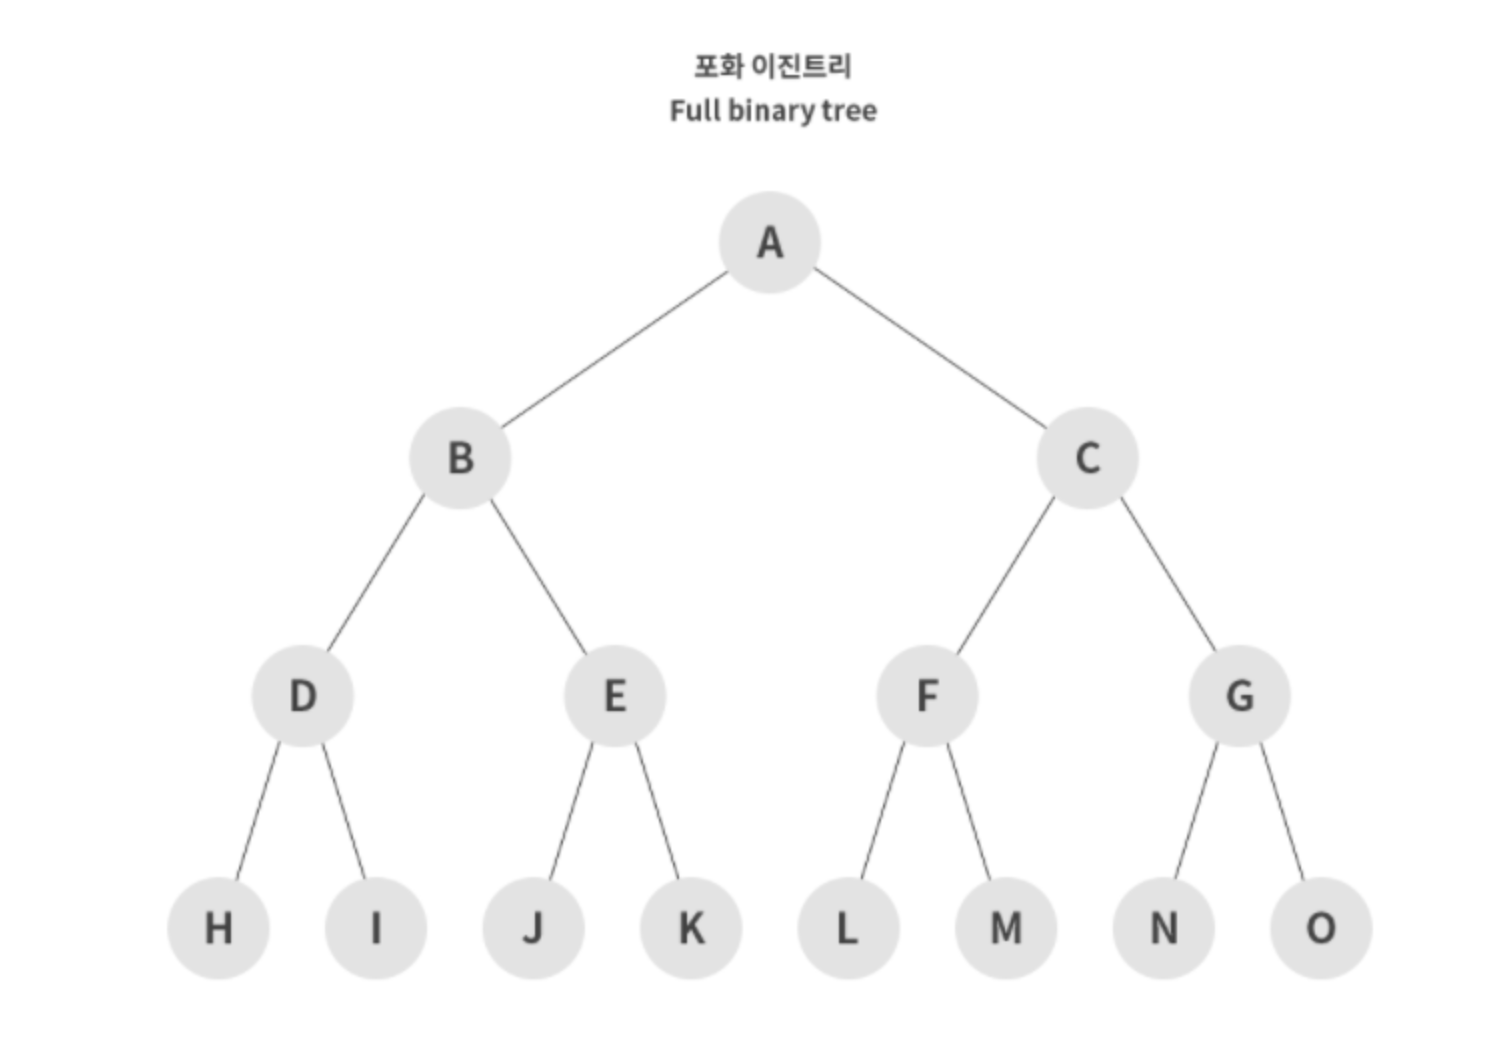 포화 이진트리
Full binary tree
A
B C
D E F G
H I J K L M N O